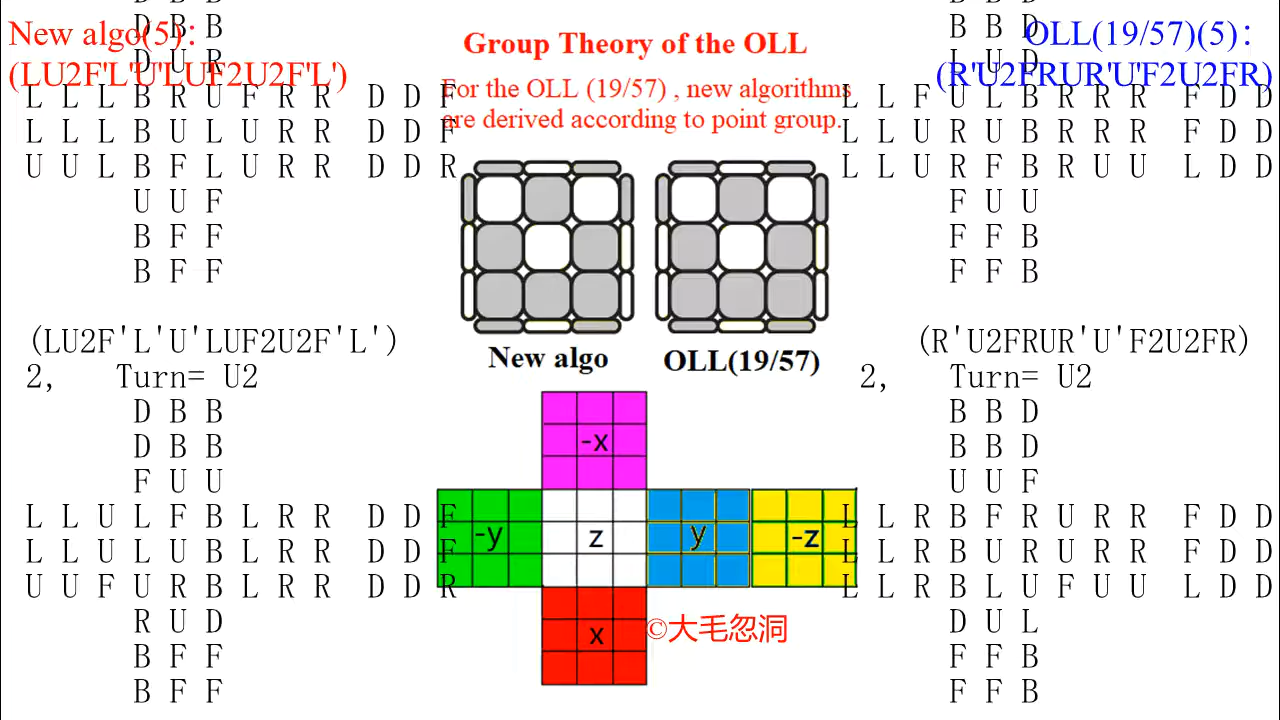 New algo(5):
(LU2F'L'U'LUF2U2F'L')
D B B
D U R
L L L B R U F R R D D F
L L L B U L U R R D D F
U U L B F L U R R D D R
U U F
B F F
B F F
(LU2F'L'U'LUF2U2F'L')
2, Turn= U2
D B B
D B B
F U U
L L U L F B L R R D D F
L L U L U B L R R D D F
U U F U R B L R R D D R
R U D
B F F
B F F
Group Theory of the OLL
For the OLL (19/57) , new algorithms
are derived according to point group.
New algo
OLL(19/57)
-x
-y z y -z
x
©大毛忽洞
OLL(19/57)(5):
(R'U2FRUR'U'F2U2FR)
B B D
L U D
L L F U L B R R R F D D
L L U R U B R R R F D D
L L U R F B R U U L D D
F U U
F F B
F F B
(R'U2FRUR'U'F2U2FR)
2, Turn= U2
B B D
B B D
U U F
L L R B F R U R R F D D
L L R B U R U R R F D D
L L R B L U F U U L D D
D U L
F F B
F F B